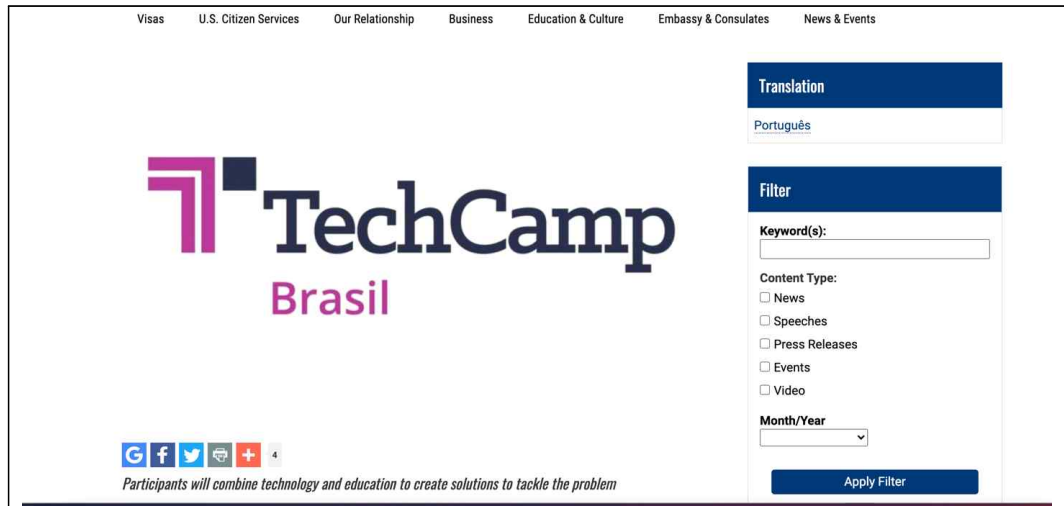 Visas U.S. Citizen Services Our Relationship Business Education & Culture Embassy & Consulates News & Events
TechCamp
Brasil
4
Participants will combine technology and education to create solutions to tackle the problem
Translation
Português
Filter
Keyword(s):
Content Type:
News
Speeches
Press Releases
Events
Video
Month/Year
Apply Filter